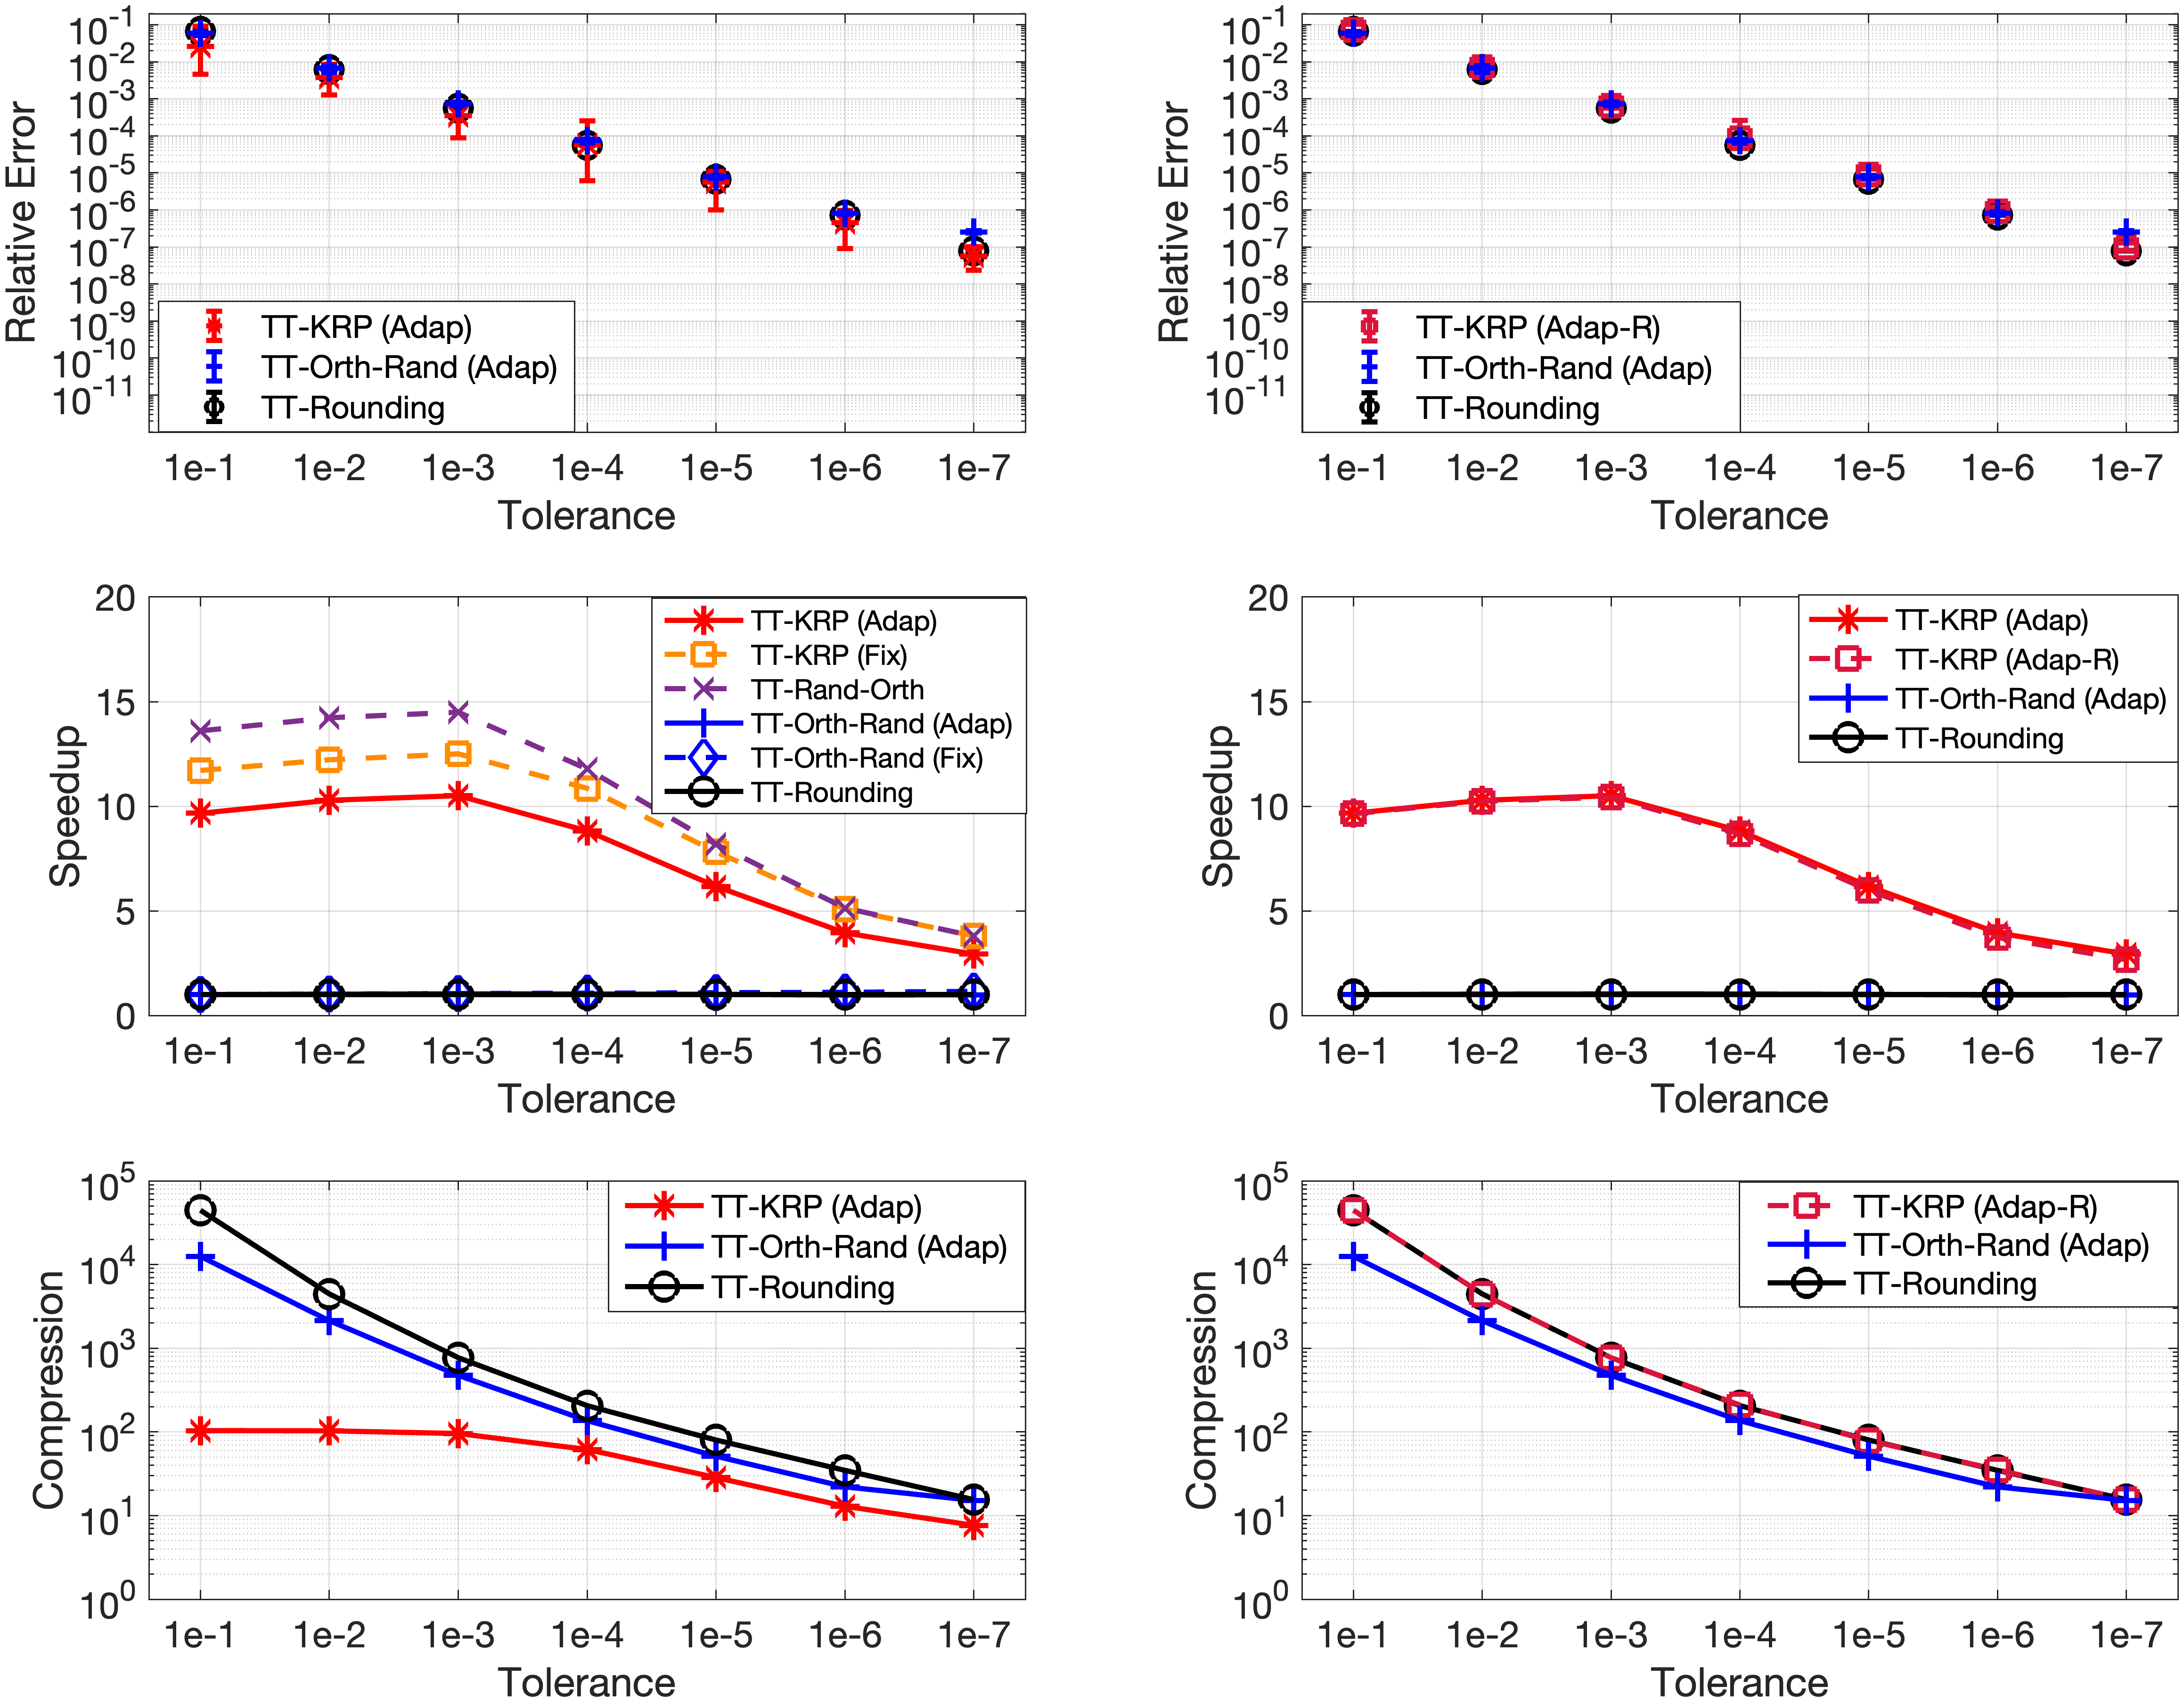 Relative Error
10^-1
10^-2
10^-3
10^-4
10^-5
10^-6
10^-7
10^-8
10^-9
10^-10
10^-11
TT-KRP (Adap)
TT-Orth-Rand (Adap)
TT-Rounding
1e-1 1e-2 1e-3 1e-4 1e-5 1e-6 1e-7
Tolerance
Relative Error
10^-1
10^-2
10^-3
10^-4
10^-5
10^-6
10^-7
10^-8
10^-9
10^-10
10^-11
TT-KRP (Adap-R)
TT-Orth-Rand (Adap)
TT-Rounding
1e-1 1e-2 1e-3 1e-4 1e-5 1e-6 1e-7
Tolerance
Speedup
20
15
10
5
0
TT-KRP (Adap)
TT-KRP (Fix)
TT-Rand-Orth
TT-Orth-Rand (Adap)
TT-Orth-Rand (Fix)
TT-Rounding
1e-1 1e-2 1e-3 1e-4 1e-5 1e-6 1e-7
Tolerance
Speedup
20
15
10
5
0
TT-KRP (Adap)
TT-KRP (Adap-R)
TT-Orth-Rand (Adap)
TT-Rounding
1e-1 1e-2 1e-3 1e-4 1e-5 1e-6 1e-7
Tolerance
Compression
10^5
10^4
10^3
10^2
10^1
10^0
TT-KRP (Adap)
TT-Orth-Rand (Adap)
TT-Rounding
1e-1 1e-2 1e-3 1e-4 1e-5 1e-6 1e-7
Tolerance
Compression
10^5
10^4
10^3
10^2
10^1
10^0
TT-KRP (Adap-R)
TT-Orth-Rand (Adap)
TT-Rounding
1e-1 1e-2 1e-3 1e-4 1e-5 1e-6 1e-7
Tolerance